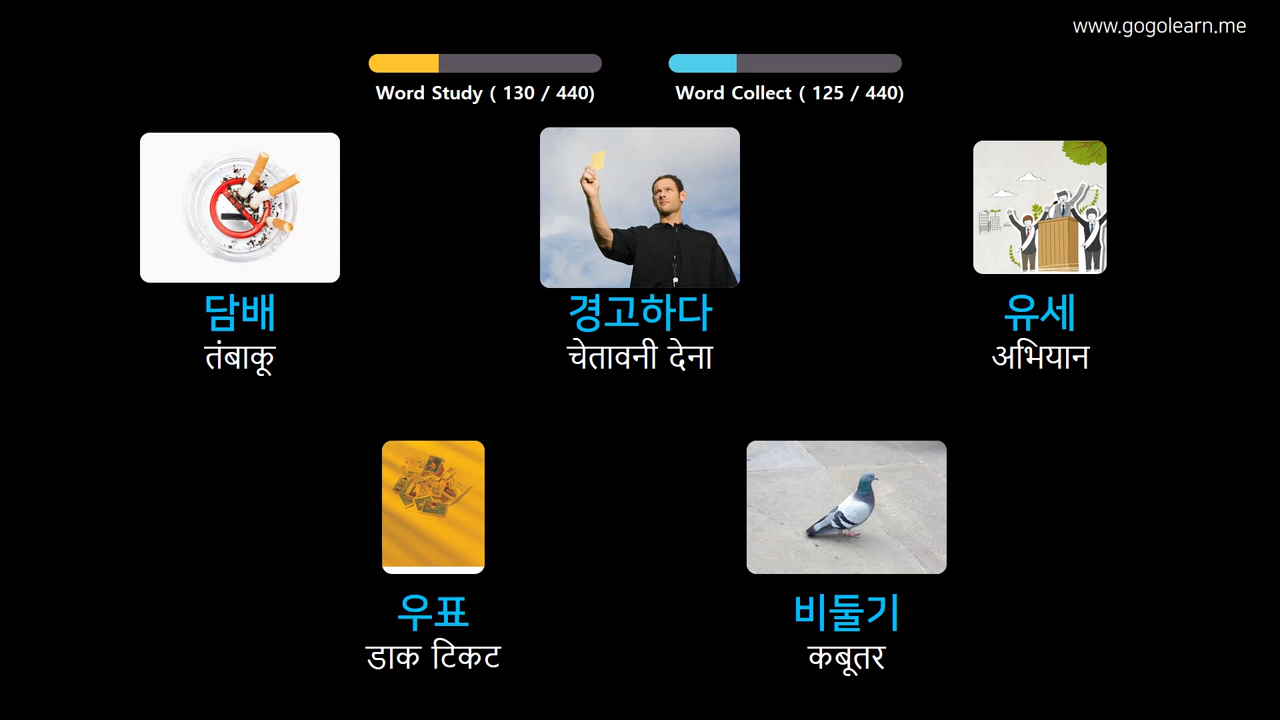 www.gogolearn.me
Word Study ( 130 / 440)
Word Collect ( 125 / 440)
담배
तंबाकू
경고하다
चेतावनी देना
유세
अभियान
우표
डाक टिकट
비둘기
कबूतर